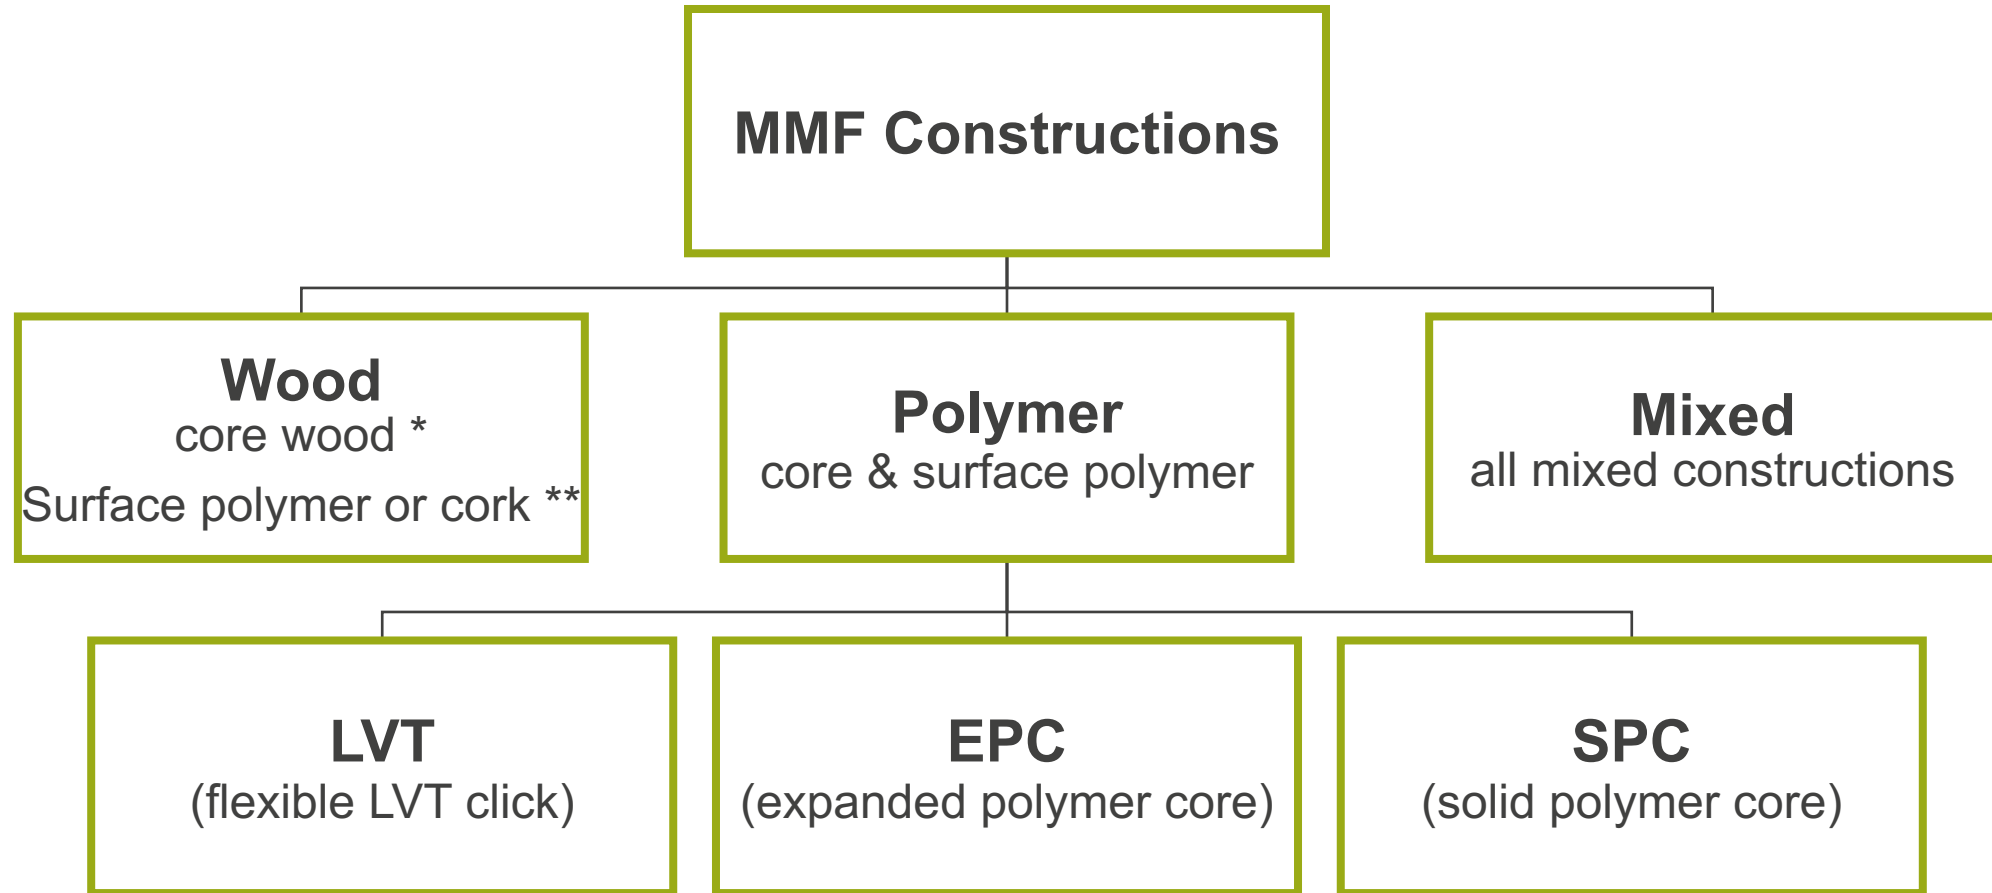 MMF Constructions
Wood
core wood *
Surface polymer or cork **
Polymer
core & surface polymer
Mixed
all mixed constructions
LVT
(flexible LVT click)
EPC
(expanded polymer core)
SPC
(solid polymer core)